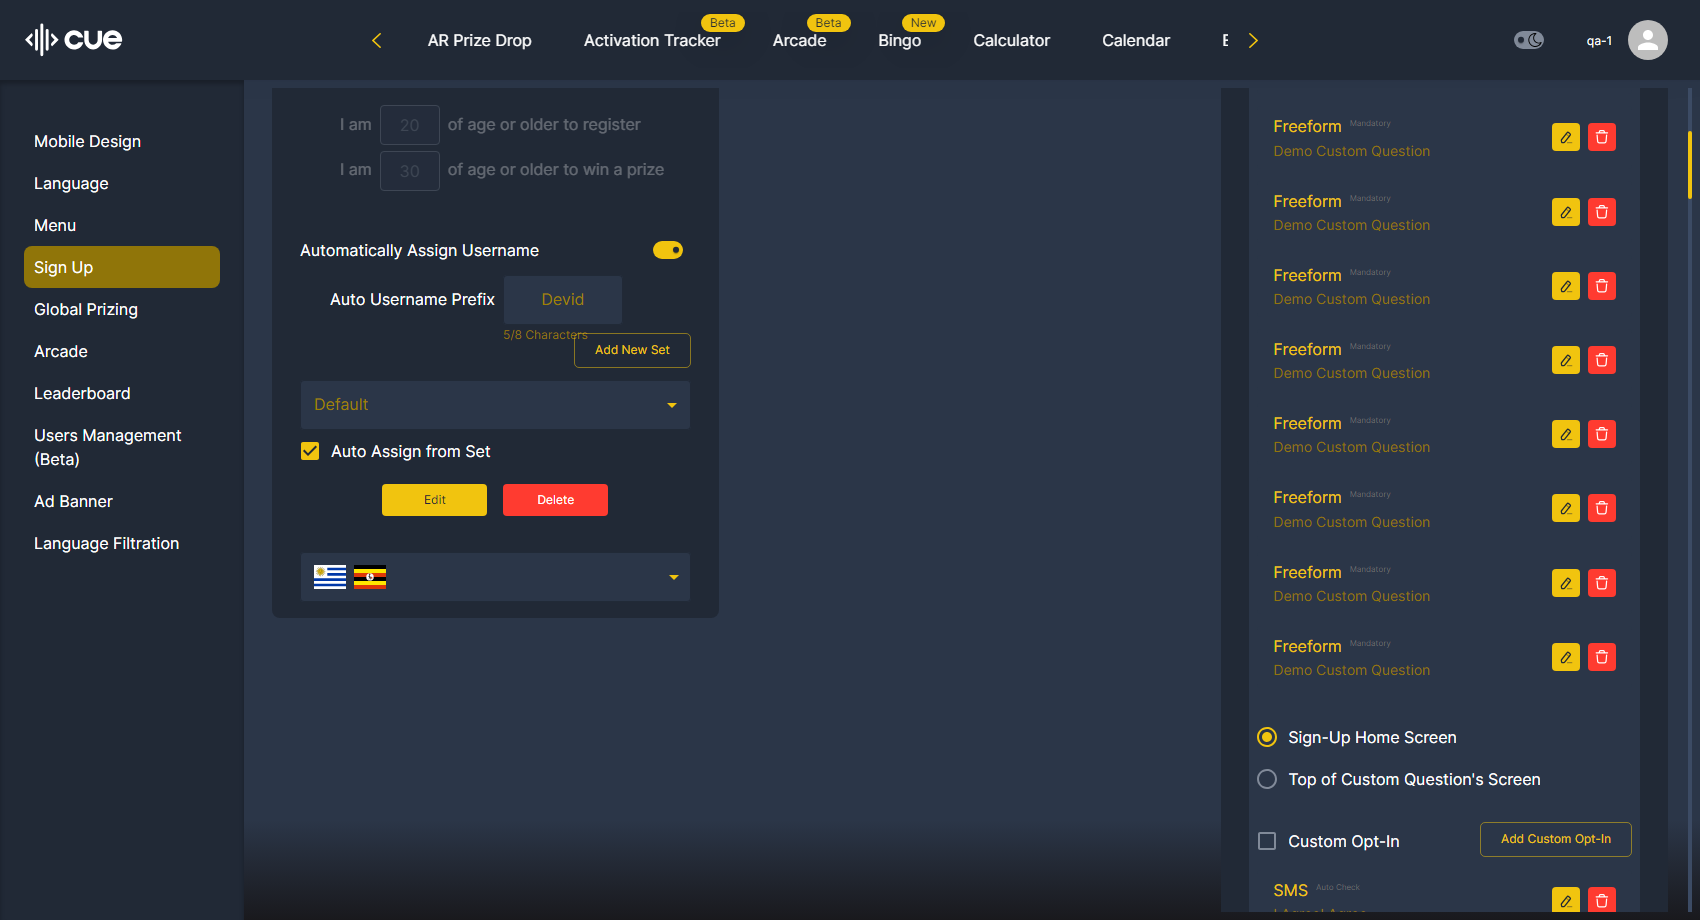 cue
AR Prize Drop
Activation Tracker
Beta
Arcade
Beta
Bingo
New
Calculator
Calendar
qa-1
Mobile Design
Language
Menu
Sign Up
Global Prizing
Arcade
Leaderboard
Users Management
(Beta)
Ad Banner
Language Filtration
I am 20 of age or older to register
I am 30 of age or older to win a prize
Automatically Assign Username
Auto Username Prefix Devid
5/8 Characters
Add New Set
Default
Auto Assign from Set
Edit Delete
Freeform Mandatory
Demo Custom Question
Freeform Mandatory
Demo Custom Question
Freeform Mandatory
Demo Custom Question
Freeform Mandatory
Demo Custom Question
Freeform Mandatory
Demo Custom Question
Freeform Mandatory
Demo Custom Question
Freeform Mandatory
Demo Custom Question
Freeform Mandatory
Demo Custom Question
Sign-Up Home Screen
Top of Custom Question's Screen
Custom Opt-In Add Custom Opt-In
SMS Auto Check